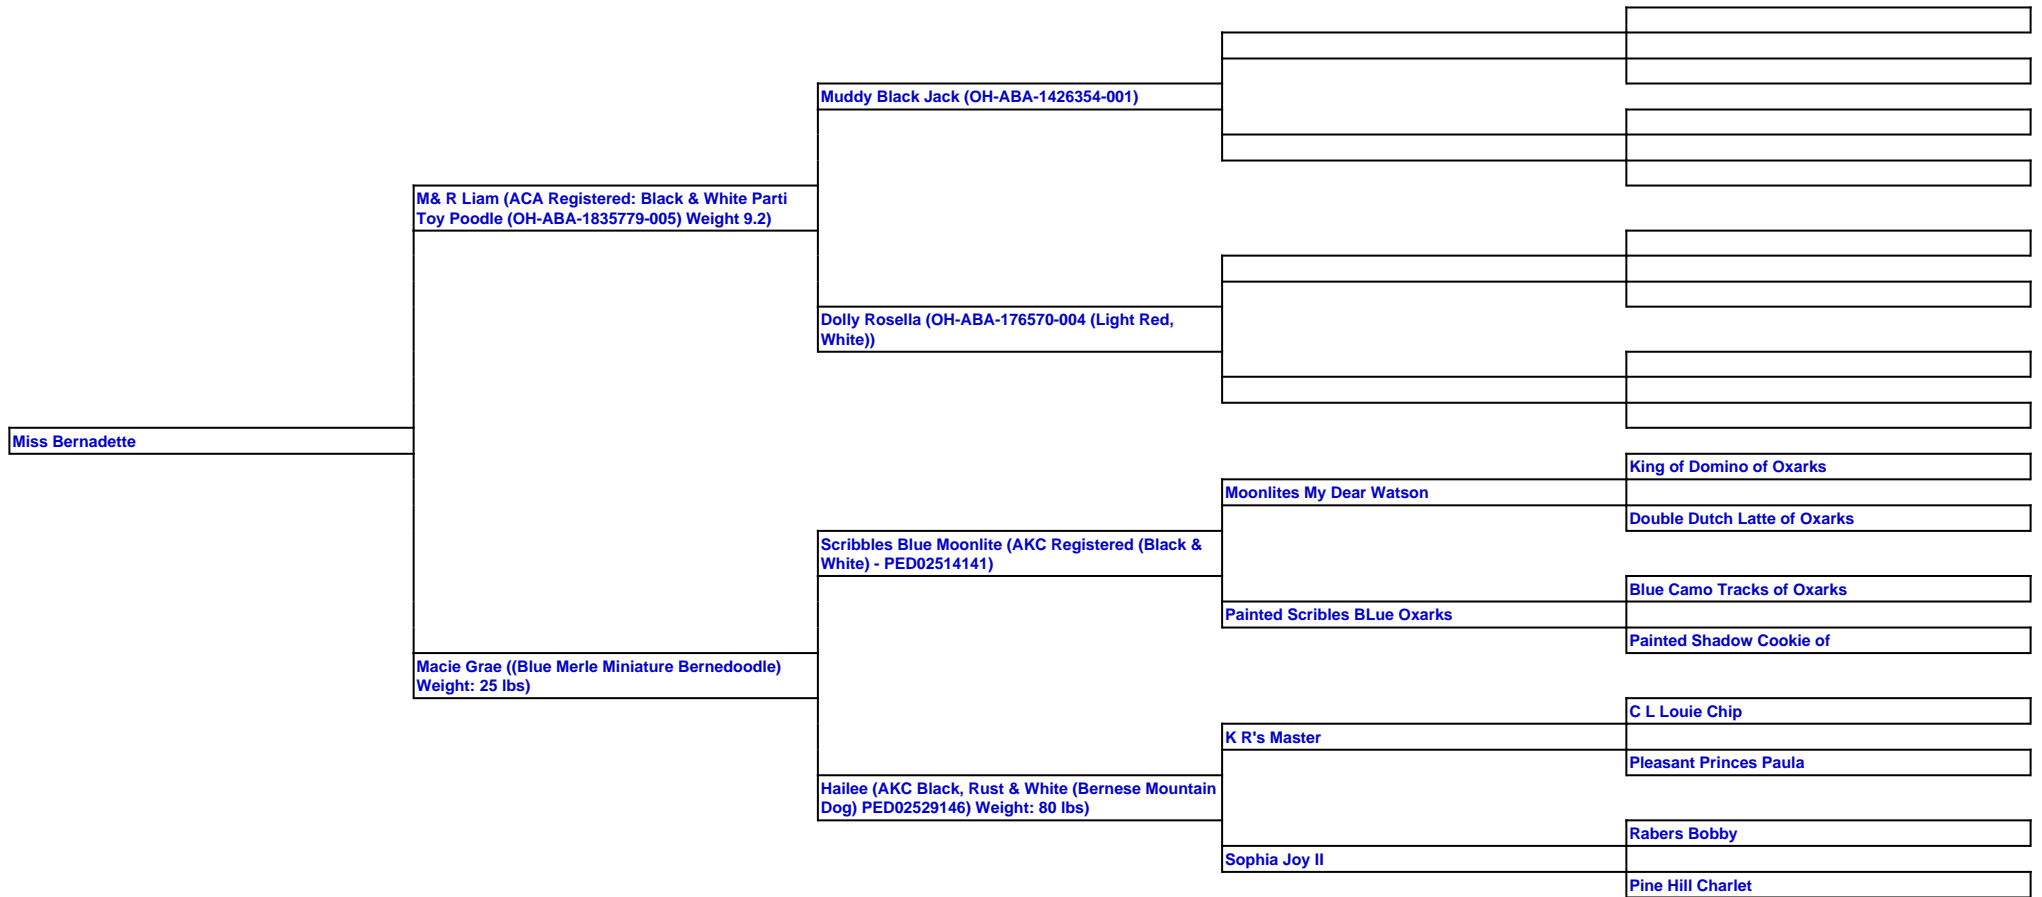 Muddy Black Jack (OH-ABA-1426354-001)
M& R Liam (ACA Registered: Black & White Parti
Toy Poodle (OH-ABA-1835779-005) Weight 9.2)
Dolly Rosella (OH-ABA-176570-004 (Light Red,
White))
Miss Bernadette
King of Domino of Oxarks
Moonlites My Dear Watson
Double Dutch Latte of Oxarks
Scribbles Blue Moonlite (AKC Registered (Black &
White) - PED02514141)
Blue Camo Tracks of Oxarks
Painted Scribles BLue Oxarks
Painted Shadow Cookie of
Macie Grae ((Blue Merle Miniature Bernedoodle)
Weight: 25 lbs)
C L Louie Chip
K R's Master
Pleasant Princes Paula
Hailee (AKC Black, Rust & White (Bernese Mountain
Dog) PED02529146) Weight: 80 lbs)
Rabers Bobby
Sophia Joy II
Pine Hill Charlet